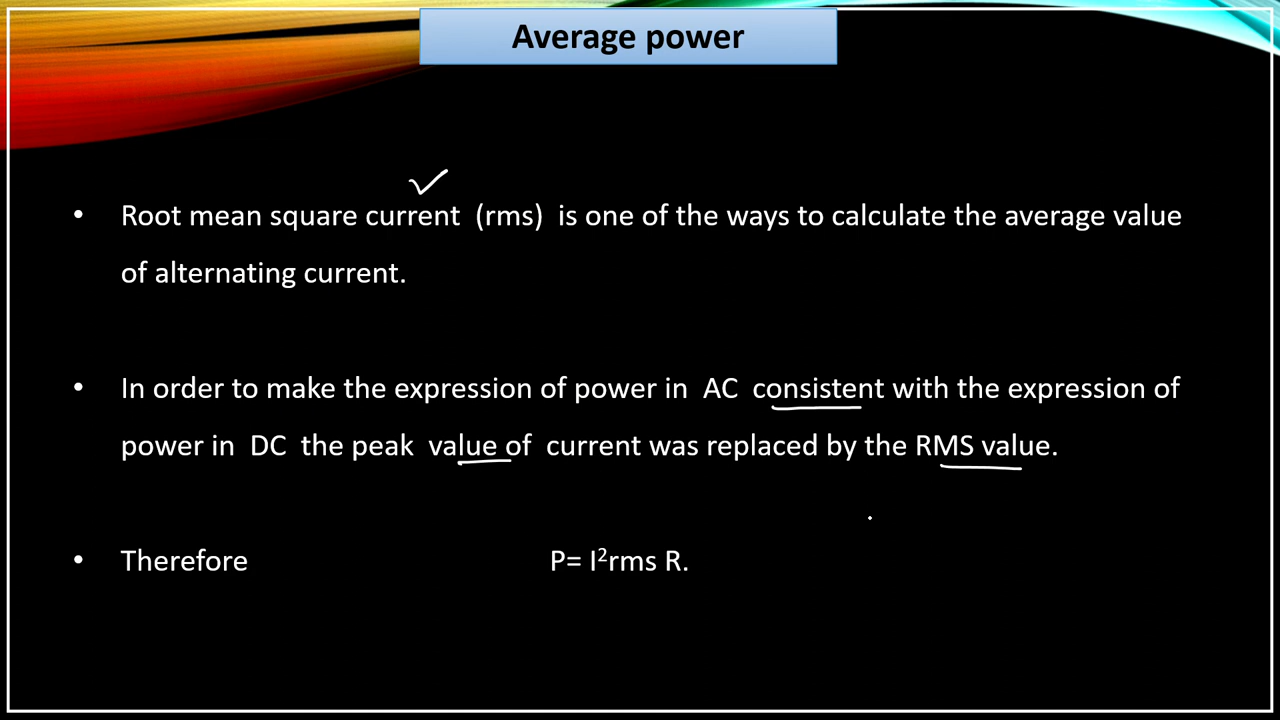 Average power
• Root mean square current (rms) is one of the ways to calculate the average value
of alternating current.
• In order to make the expression of power in AC consistent with the expression of
power in DC the peak value of current was replaced by the RMS value.
• Therefore P= I²rms R.